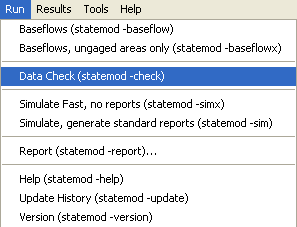 Run Results Tools Help
Baseflows (statemod -baseflow)
Baseflows, ungaged areas only (statemod -baseflowx)
Data Check (statemod -check)
Simulate Fast, no reports (statemod -simx)
Simulate, generate standard reports (statemod -sim)
Report (statemod -report)...
Help (statemod -help)
Update History (statemod -update)
Version (statemod -version)